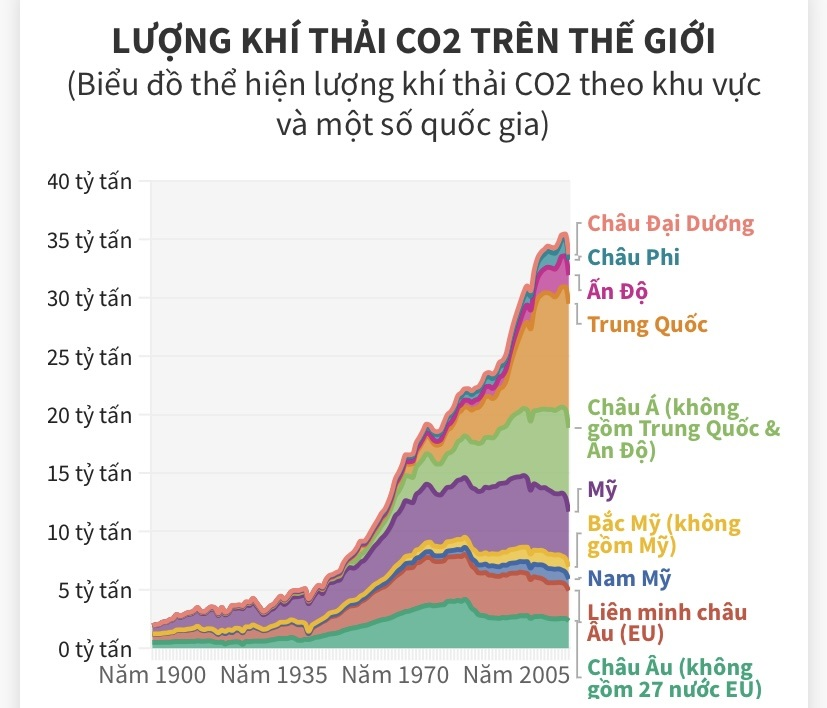 LƯỢNG KHÍ THẢI CO2 TRÊN THẾ GIỚI
(Biểu đồ thể hiện lượng khí thải CO2 theo khu vực
và một số quốc gia)
40 tỷ tấn
35 tỷ tấn
30 tỷ tấn
25 tỷ tấn
20 tỷ tấn
15 tỷ tấn
10 tỷ tấn
5 tỷ tấn
0 tỷ tấn
Năm 1900
Năm 1935
Năm 1970
Năm 2005
Châu Đại Dương
Châu Phi
Ấn Độ
Trung Quốc
Châu Á (không
gồm Trung Quốc &
Ấn Độ)
Mỹ
Bắc Mỹ (không
gồm Mỹ)
Nam Mỹ
Liên minh châu
Âu (EU)
Châu Âu (không
gồm 27 nước EU)